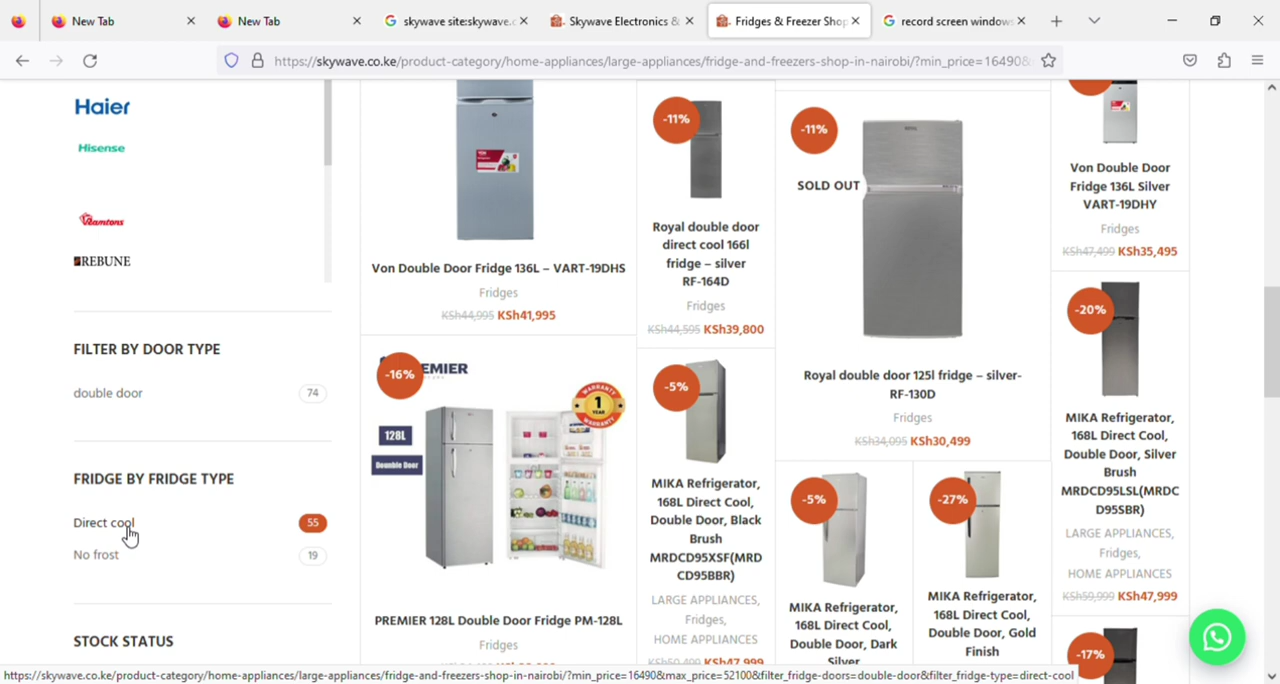 New Tab
New Tab
skywave site:skywave.c
Skywave Electronics &
Fridges & Freezer Shop
record screen windows
https://skywave.co.ke/product-category/home-appliances/large-appliances/fridge-and-freezers-shop-in-nairobi/?min_price=16490&
Haier
Hisense
Ramtons
REBUNE
FILTER BY DOOR TYPE
double door
74
FRIDGE BY FRIDGE TYPE
Direct cool
55
No frost
19
STOCK STATUS
Von Double Door Fridge 136L – VART-19DHS
Fridges
KSh44,995 KSh41,995
-16%
EMIER
1
128L
Dounble Door
PREMIER 128L Double Door Fridge PM-128L
Fridges
-11%
Royal double door
direct cool 166l
fridge – silver
RF-164D
Fridges
KSh44,595 KSh39,800
-5%
MIKA Refrigerator,
168L Direct Cool,
Double Door, Black
Brush
MRDCD95XSF(MRD
CD95BBR)
LARGE APPLIANCES,
Fridges,
HOME APPLIANCES
KSh50,499 KSh47,999
-11%
SOLD OUT
Royal double door 125l fridge – silver-
RF-130D
Fridges
KSh34,095 KSh30,499
-5%
MIKA Refrigerator,
168L Direct Cool,
Double Door, Dark
Silver
-27%
MIKA Refrigerator,
168L Direct Cool,
Double Door, Gold
Finish
Von Double Door
Fridge 136L Silver
VART-19DHY
Fridges
KSh47,499 KSh35,495
-20%
MIKA Refrigerator,
168L Direct Cool,
Double Door, Silver
Brush
MRDCD95LSL(MRDC
D95SBR)
LARGE APPLIANCES,
Fridges,
HOME APPLIANCES
KSh59,999 KSh47,999
-17%
https://skywave.co.ke/product-category/home-appliances/large-appliances/fridge-and-freezers-shop-in-nairobi/?min_price=16490&max_price=52100&filter_fridge-doors=double-door&filter_fridge-type=direct-cool